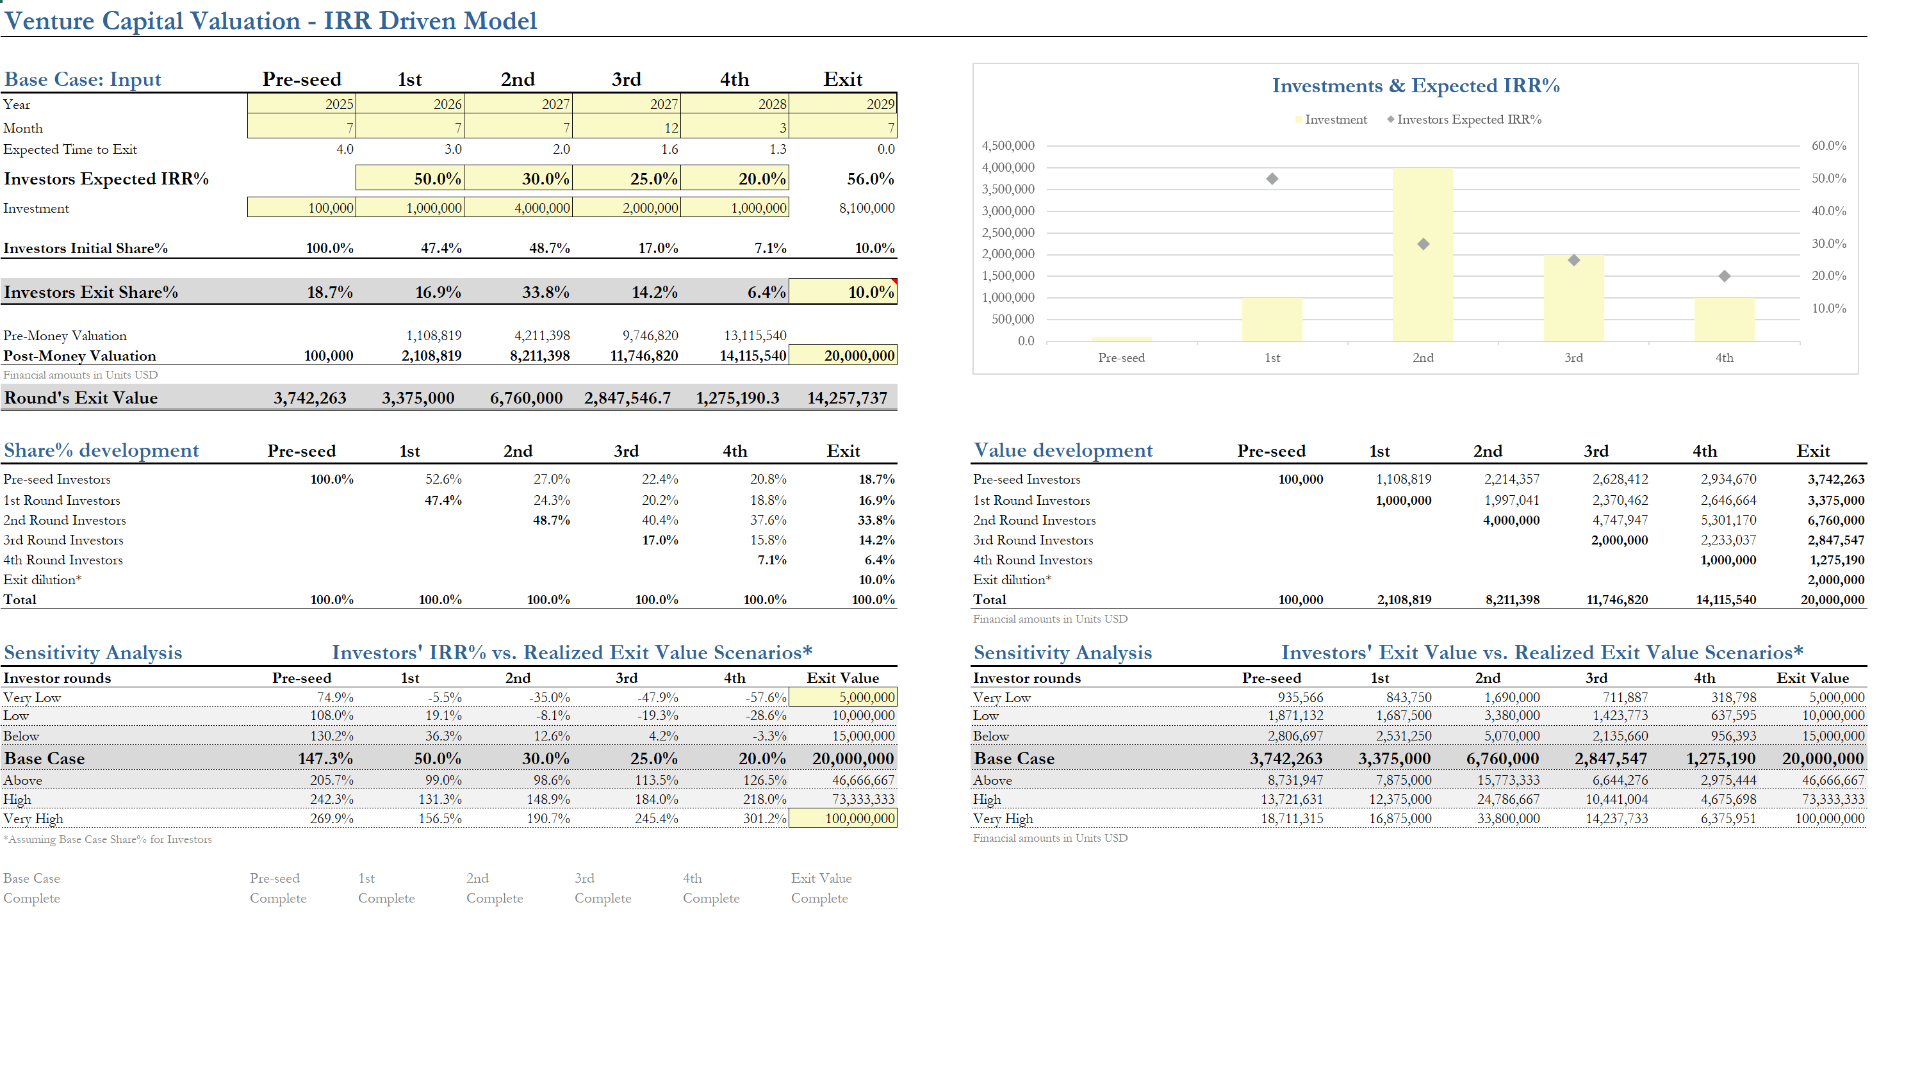 Venture Capital Valuation - IRR Driven Model
Base Case: Input Pre-seed 1st 2nd 3rd 4th Exit
Year 2025 2026 2027 2027 2028 2029
Month 7 7 7 12 3 7
Expected Time to Exit 4.0 3.0 2.0 1.6 1.3 0.0
Investors Expected IRR% 50.0% 30.0% 25.0% 20.0% 56.0%
Investment 100,000 1,000,000 4,000,000 2,000,000 1,000,000 8,100,000
Investors Initial Share% 100.0% 47.4% 48.7% 17.0% 7.1% 10.0%
Investors Exit Share% 18.7% 16.9% 33.8% 14.2% 6.4% 10.0%
Pre-Money Valuation 1,108,819 4,211,398 9,746,820 13,115,540
Post-Money Valuation 100,000 2,108,819 8,211,398 11,746,820 14,115,540 20,000,000
Financial amounts in Units USD
Round's Exit Value 3,742,263 3,375,000 6,760,000 2,847,546.7 1,275,190.3 14,257,737
Investments & Expected IRR%
Investment Investors Expected IRR%
4,500,000 60.0%
4,000,000
3,500,000 50.0%
3,000,000 40.0%
2,500,000
2,000,000 30.0%
1,500,000 20.0%
1,000,000 10.0%
500,000
0.0
Pre-seed 1st 2nd 3rd 4th
Share% development Pre-seed 1st 2nd 3rd 4th Exit
Pre-seed Investors 100.0% 52.6% 27.0% 22.4% 20.8% 18.7%
1st Round Investors 47.4% 24.3% 20.2% 18.8% 16.9%
2nd Round Investors 48.7% 40.4% 37.6% 33.8%
3rd Round Investors 17.0% 15.8% 14.2%
4th Round Investors 7.1% 6.4%
Exit dilution* 10.0%
Total 100.0% 100.0% 100.0% 100.0% 100.0% 100.0%
Value development Pre-seed 1st 2nd 3rd 4th Exit
Pre-seed Investors 100,000 1,108,819 2,214,357 2,628,412 2,934,670 3,742,263
1st Round Investors 1,000,000 1,997,041 2,370,462 2,646,664 3,375,000
2nd Round Investors 4,000,000 4,747,947 5,301,170 6,760,000
3rd Round Investors 2,000,000 2,233,037 2,847,547
4th Round Investors 1,000,000 1,275,190
Exit dilution* 2,000,000
Total 100,000 2,108,819 8,211,398 11,746,820 14,115,540 20,000,000
Financial amounts in Units USD
Sensitivity Analysis Investors' IRR% vs. Realized Exit Value Scenarios*
Investor rounds Pre-seed 1st 2nd 3rd 4th Exit Value
Very Low 74.9% -5.5% -35.0% -47.9% -57.6% 5,000,000
Low 108.0% 19.1% -8.1% -19.3% -28.6% 10,000,000
Below 130.2% 36.3% 12.6% 4.2% -3.3% 15,000,000
Base Case 147.3% 50.0% 30.0% 25.0% 20.0% 20,000,000
Above 205.7% 99.0% 98.6% 113.5% 126.5% 46,666,667
High 242.3% 131.3% 148.9% 184.0% 218.0% 73,333,333
Very High 269.9% 156.5% 190.7% 245.4% 301.2% 100,000,000
*Assuming Base Case Share% for Investors
Sensitivity Analysis Investors' Exit Value vs. Realized Exit Value Scenarios*
Investor rounds Pre-seed 1st 2nd 3rd 4th Exit Value
Very Low 935,566 843,750 1,690,000 711,887 318,798 5,000,000
Low 1,871,132 1,687,500 3,380,000 1,423,773 637,595 10,000,000
Below 2,806,697 2,531,250 5,070,000 2,135,660 956,393 15,000,000
Base Case 3,742,263 3,375,000 6,760,000 2,847,547 1,275,190 20,000,000
Above 8,731,947 7,875,000 15,773,333 6,644,276 2,975,444 46,666,667
High 13,721,631 12,375,000 24,786,667 10,441,004 4,675,698 73,333,333
Very High 18,711,315 16,875,000 33,800,000 14,237,733 6,375,951 100,000,000
Financial amounts in Units USD
Base Case Pre-seed 1st 2nd 3rd 4th Exit Value
Complete Complete Complete Complete Complete Complete Complete